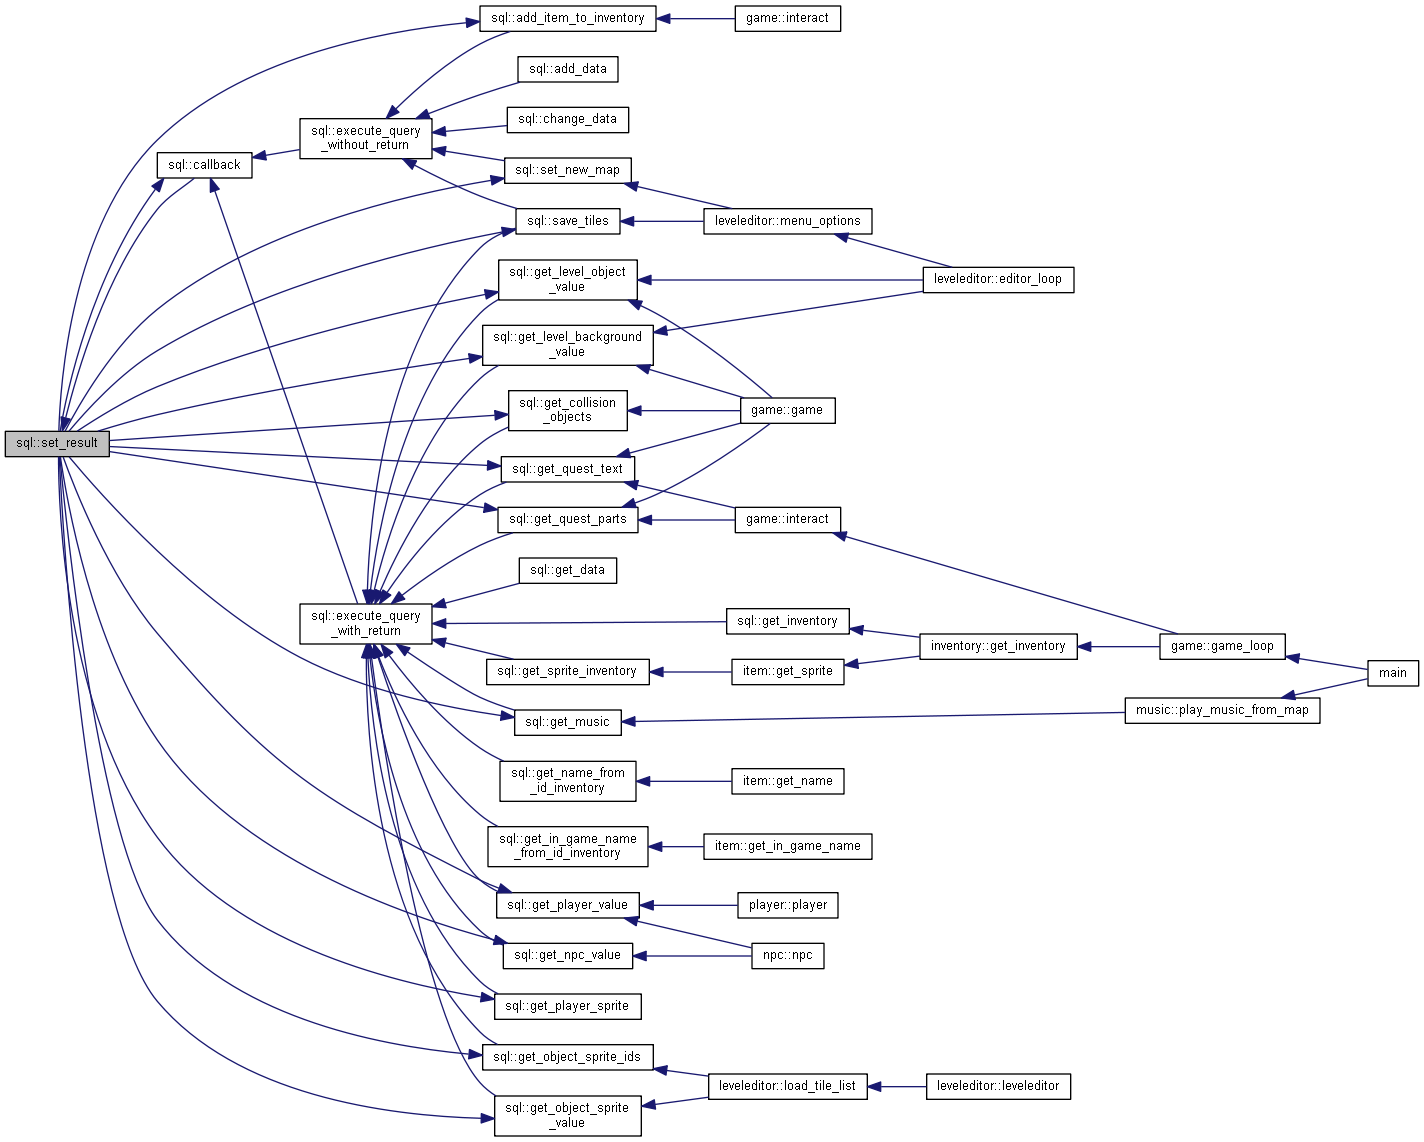 sql::add_item_to_inventory
game::interact
sql::add_data
sql::change_data
sql::execute_query
_without_return
sql::callback
sql::set_new_map
sql::save_tiles
leveleditor::menu_options
sql::get_level_object
_value
leveleditor::editor_loop
sql::get_level_background
_value
sql::get_collision
_objects
game::game
sql::set_result
sql::get_quest_text
sql::get_quest_parts
game::interact
sql::get_data
sql::execute_query
_with_return
sql::get_inventory
inventory::get_inventory
game::game_loop
sql::get_sprite_inventory
item::get_sprite
main
sql::get_music
music::play_music_from_map
sql::get_name_from
_id_inventory
item::get_name
sql::get_in_game_name
_from_id_inventory
item::get_in_game_name
sql::get_player_value
player::player
sql::get_npc_value
npc::npc
sql::get_player_sprite
sql::get_object_sprite_ids
leveleditor::load_tile_list
leveleditor::leveleditor
sql::get_object_sprite
_value